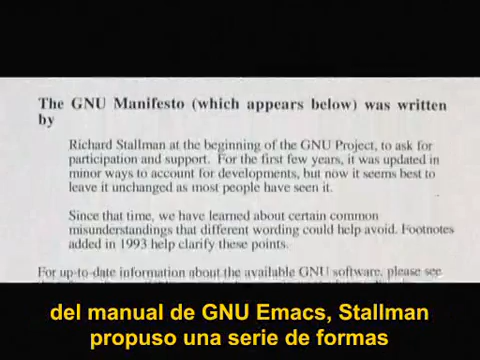 The GNU Manifesto (which appears below) was written
by
Richard Stallman at the beginning of the GNU Project, to ask for
participation and support. For the first few years, it was updated in
minor ways to account for developments, but now it seems best to
leave it unchanged as most people have seen it.
Since that time, we have learned about certain common
misunderstandings that different wording could help avoid. Footnotes
added in 1993 help clarify these points.
For up-to-date information about the available GNU software, please see
del manual de GNU Emacs, Stallman
propuso una serie de formas